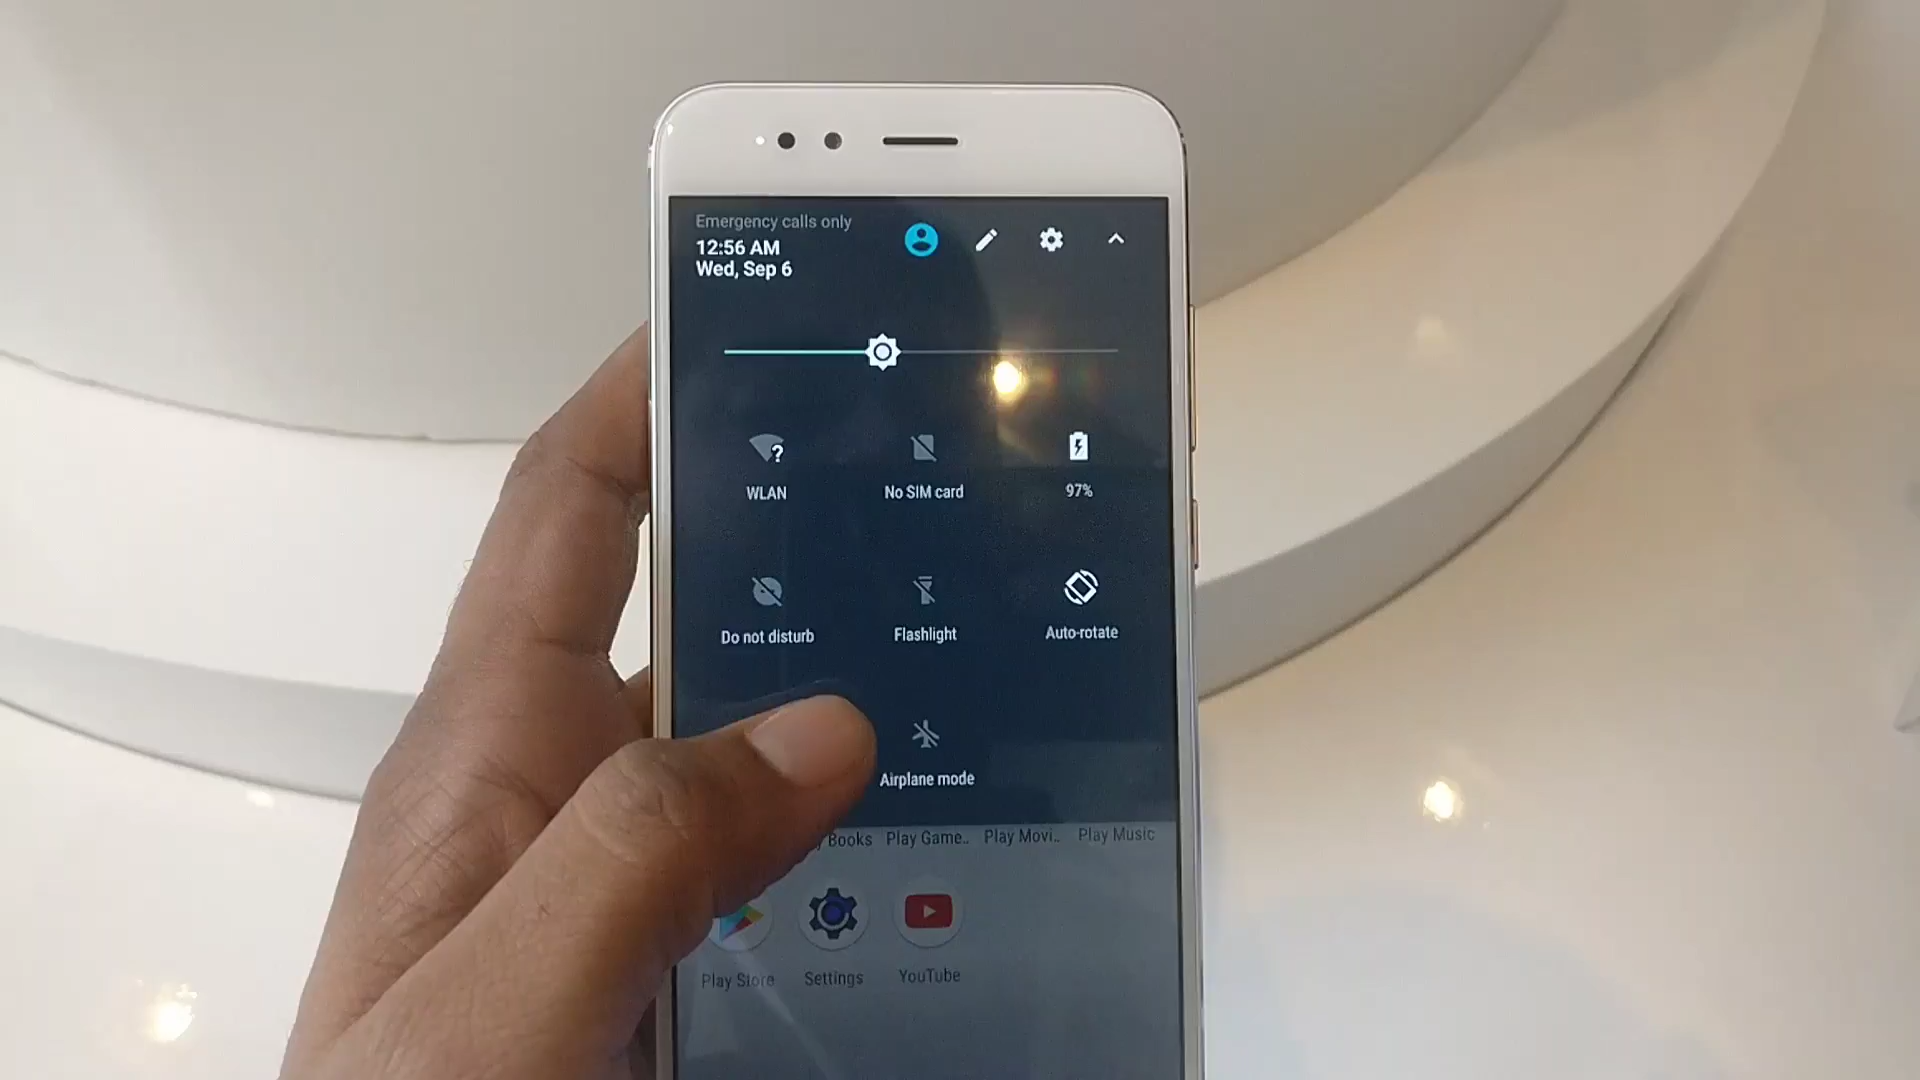 Emergency calls only
12:56 AM
Wed, Sep 6
?
WLAN
No SIM card
97%
Do not disturb
Flashlight
Auto-rotate
Airplane mode
Books
Play Game..
Play Movi..
Play Music
Play Store
Settings
YouTube